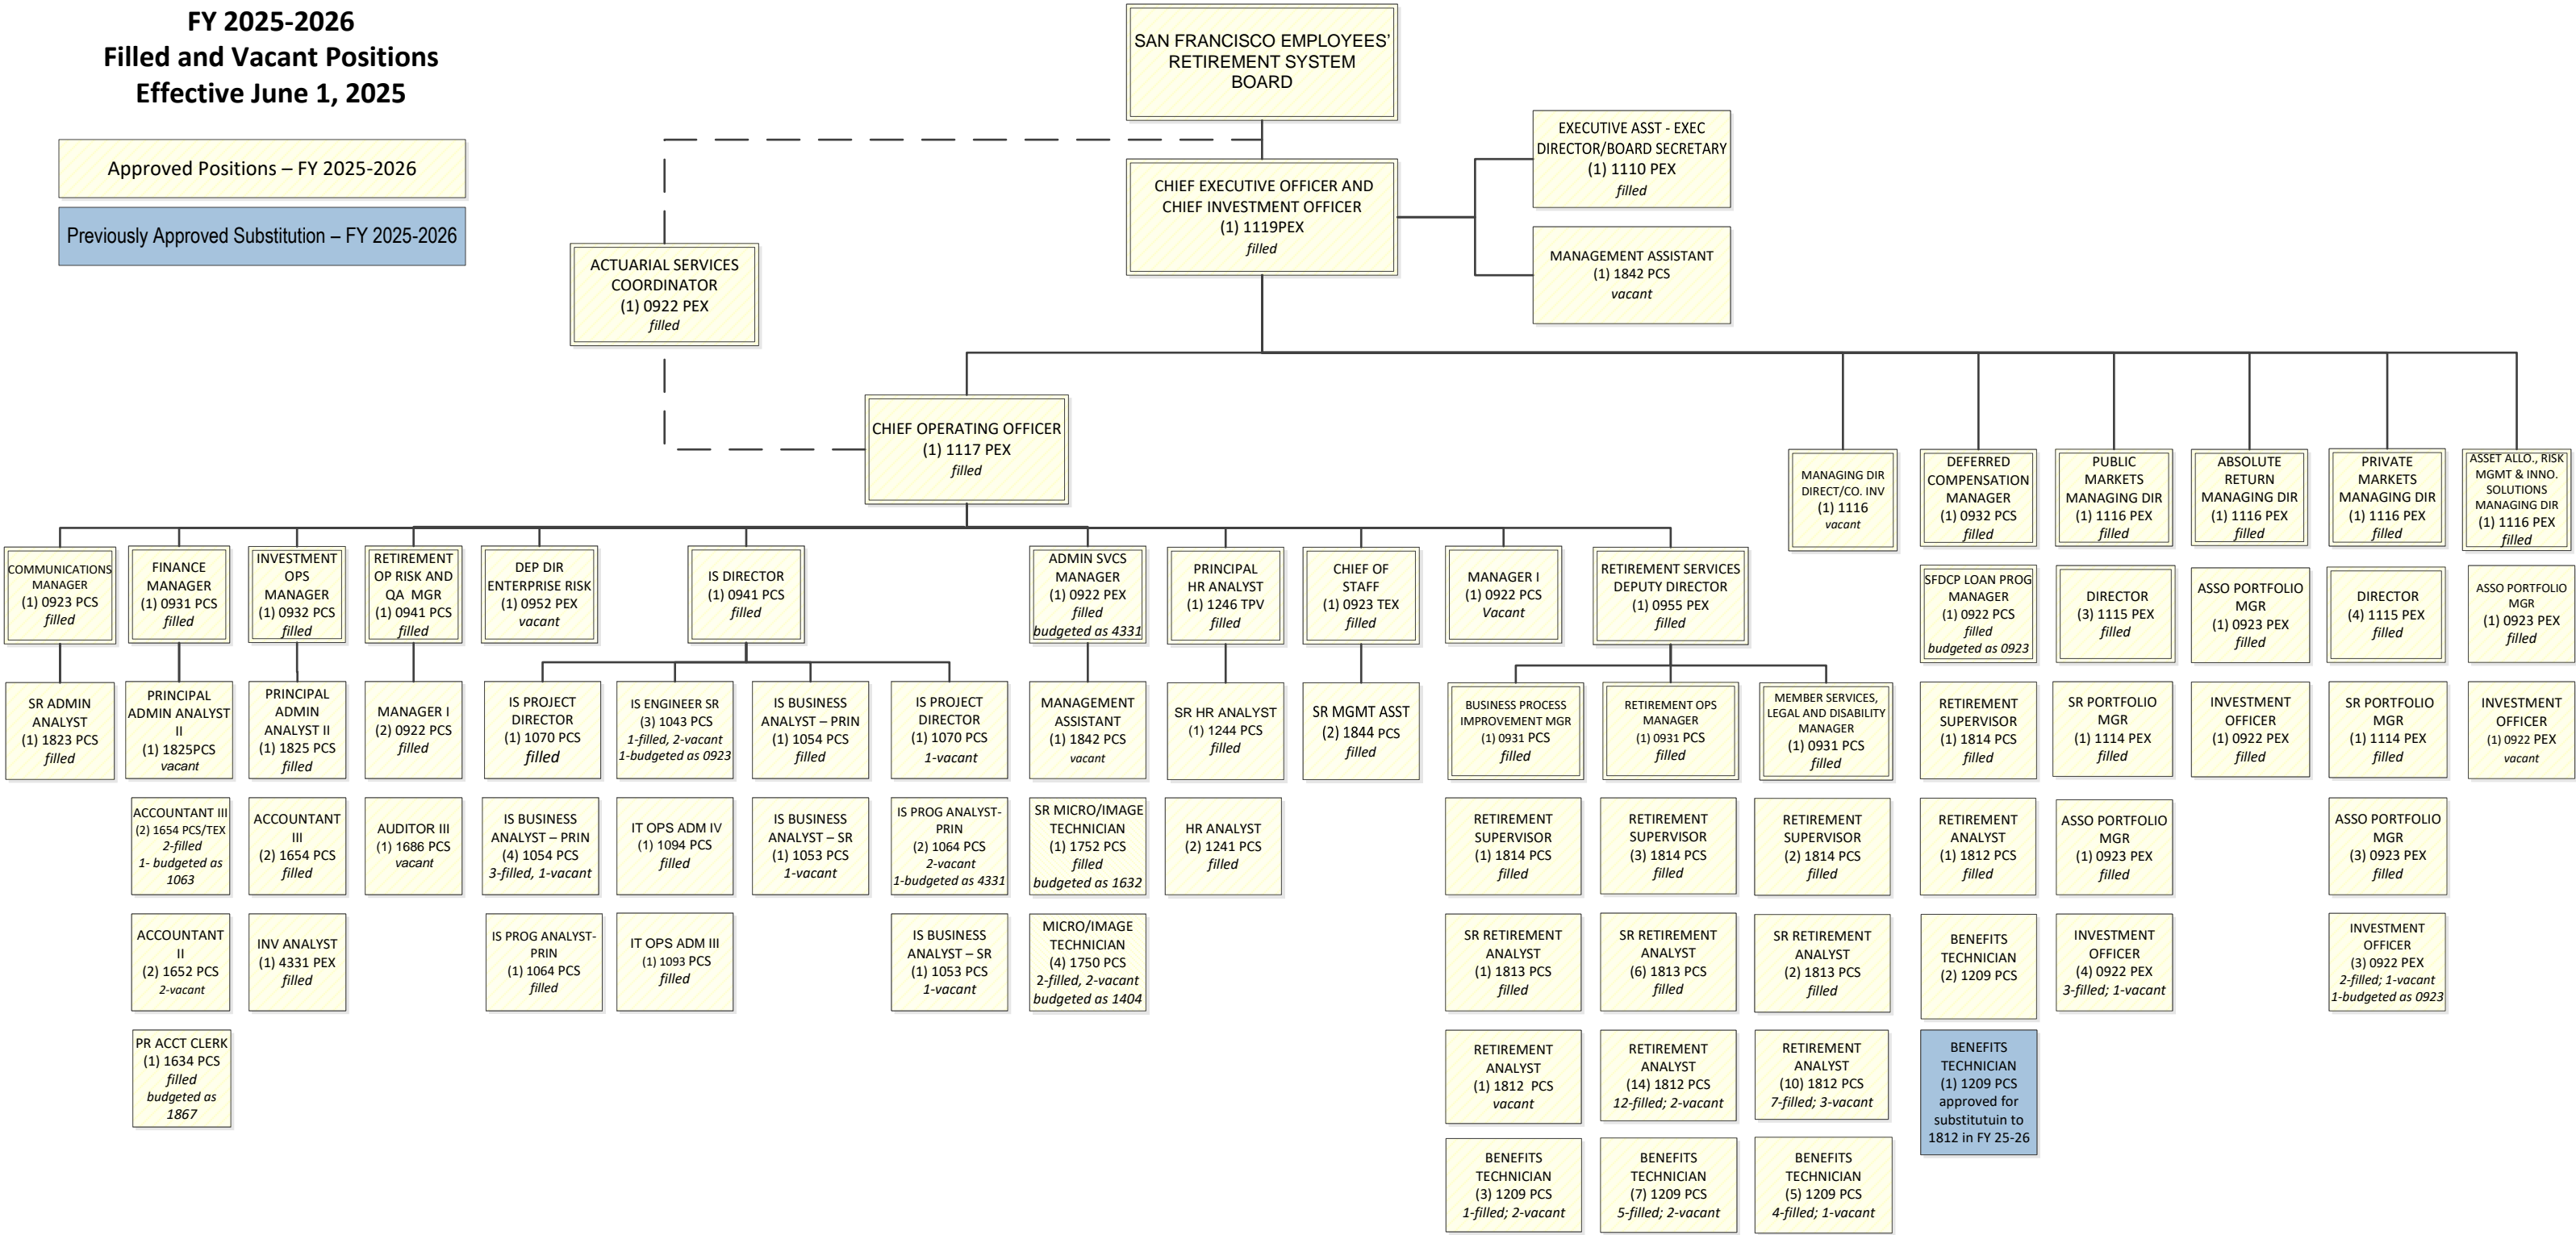 FY 2025-2026
Filled and Vacant Positions
Effective June 1, 2025
Approved Positions – FY 2025-2026
Previously Approved Substitution – FY 2025-2026
SAN FRANCISCO EMPLOYEES’
RETIREMENT SYSTEM
BOARD
EXECUTIVE ASST - EXEC
DIRECTOR/BOARD SECRETARY
(1) 1110 PEX
filled
CHIEF EXECUTIVE OFFICER AND
CHIEF INVESTMENT OFFICER
(1) 1119PEX
filled
MANAGEMENT ASSISTANT
(1) 1842 PCS
vacant
ACTUARIAL SERVICES
COORDINATOR
(1) 0922 PEX
filled
CHIEF OPERATING OFFICER
(1) 1117 PEX
filled
MANAGING DIR
DIRECT/CO. INV
(1) 1116
vacant
DEFERRED
COMPENSATION
MANAGER
(1) 0932 PCS
filled
PUBLIC
MARKETS
MANAGING DIR
(1) 1116 PEX
filled
ABSOLUTE
RETURN
MANAGING DIR
(1) 1116 PEX
filled
PRIVATE
MARKETS
MANAGING DIR
(1) 1116 PEX
filled
ASSET ALLO., RISK
MGMT & INNO.
SOLUTIONS
MANAGING DIR
(1) 1116 PEX
filled
COMMUNICATIONS
MANAGER
(1) 0923 PCS
filled
FINANCE
MANAGER
(1) 0931 PCS
filled
INVESTMENT
OPS
MANAGER
(1) 0932 PCS
filled
RETIREMENT
OP RISK AND
QA MGR
(1) 0941 PCS
filled
DEP DIR
ENTERPRISE RISK
(1) 0952 PEX
vacant
IS DIRECTOR
(1) 0941 PCS
filled
ADMIN SVCS
MANAGER
(1) 0922 PEX
filled
budgeted as 4331
PRINCIPAL
HR ANALYST
(1) 1246 TPV
filled
CHIEF OF
STAFF
(1) 0923 TEX
filled
MANAGER I
(1) 0922 PCS
Vacant
RETIREMENT SERVICES
DEPUTY DIRECTOR
(1) 0955 PEX
filled
SFDCP LOAN PROG
MANAGER
(1) 0922 PCS
filled
budgeted as 0923
DIRECTOR
(3) 1115 PEX
filled
ASSO PORTFOLIO
MGR
(1) 0923 PEX
filled
DIRECTOR
(4) 1115 PEX
filled
ASSO PORTFOLIO
MGR
(1) 0923 PEX
filled
SR ADMIN
ANALYST
(1) 1823 PCS
filled
PRINCIPAL
ADMIN ANALYST
II
(1) 1825PCS
vacant
PRINCIPAL
ADMIN
ANALYST II
(1) 1825 PCS
filled
MANAGER I
(2) 0922 PCS
filled
IS PROJECT
DIRECTOR
(1) 1070 PCS
filled
IS ENGINEER SR
(3) 1043 PCS
1-filled, 2-vacant
1-budgeted as 0923
IS BUSINESS
ANALYST – PRIN
(1) 1054 PCS
filled
IS PROJECT
DIRECTOR
(1) 1070 PCS
1-vacant
MANAGEMENT
ASSISTANT
(1) 1842 PCS
vacant
SR HR ANALYST
(1) 1244 PCS
filled
SR MGMT ASST
(2) 1844 PCS
filled
BUSINESS PROCESS
IMPROVEMENT MGR
(1) 0931 PCS
filled
RETIREMENT OPS
MANAGER
(1) 0931 PCS
filled
MEMBER SERVICES,
LEGAL AND DISABILITY
MANAGER
(1) 0931 PCS
filled
RETIREMENT
SUPERVISOR
(1) 1814 PCS
filled
SR PORTFOLIO
MGR
(1) 1114 PEX
filled
INVESTMENT
OFFICER
(1) 0922 PEX
filled
SR PORTFOLIO
MGR
(1) 1114 PEX
filled
INVESTMENT
OFFICER
(1) 0922 PEX
vacant
ACCOUNTANT III
(2) 1654 PCS/TEX
2-filled
1- budgeted as
1063
ACCOUNTANT
III
(2) 1654 PCS
filled
AUDITOR III
(1) 1686 PCS
vacant
IS BUSINESS
ANALYST – PRIN
(4) 1054 PCS
3-filled, 1-vacant
IT OPS ADM IV
(1) 1094 PCS
filled
IS BUSINESS
ANALYST – SR
(1) 1053 PCS
1-vacant
IS PROG ANALYST-
PRIN
(2) 1064 PCS
2-vacant
1-budgeted as 4331
SR MICRO/IMAGE
TECHNICIAN
(1) 1752 PCS
filled
budgeted as 1632
HR ANALYST
(2) 1241 PCS
filled
RETIREMENT
SUPERVISOR
(1) 1814 PCS
filled
RETIREMENT
SUPERVISOR
(3) 1814 PCS
filled
RETIREMENT
SUPERVISOR
(2) 1814 PCS
filled
RETIREMENT
ANALYST
(1) 1812 PCS
filled
ASSO PORTFOLIO
MGR
(1) 0923 PEX
filled
ASSO PORTFOLIO
MGR
(3) 0923 PEX
filled
ACCOUNTANT
II
(2) 1652 PCS
2-vacant
INV ANALYST
(1) 4331 PEX
filled
IS PROG ANALYST-
PRIN
(1) 1064 PCS
filled
IT OPS ADM III
(1) 1093 PCS
filled
IS BUSINESS
ANALYST – SR
(1) 1053 PCS
1-vacant
MICRO/IMAGE
TECHNICIAN
(4) 1750 PCS
2-filled, 2-vacant
budgeted as 1404
SR RETIREMENT
ANALYST
(1) 1813 PCS
filled
SR RETIREMENT
ANALYST
(6) 1813 PCS
filled
SR RETIREMENT
ANALYST
(2) 1813 PCS
filled
BENEFITS
TECHNICIAN
(2) 1209 PCS
INVESTMENT
OFFICER
(4) 0922 PEX
3-filled; 1-vacant
INVESTMENT
OFFICER
(3) 0922 PEX
2-filled; 1-vacant
1-budgeted as 0923
PR ACCT CLERK
(1) 1634 PCS
filled
budgeted as
1867
RETIREMENT
ANALYST
(1) 1812 PCS
vacant
RETIREMENT
ANALYST
(14) 1812 PCS
12-filled; 2-vacant
RETIREMENT
ANALYST
(10) 1812 PCS
7-filled; 3-vacant
BENEFITS
TECHNICIAN
(1) 1209 PCS
approved for
substitutuin to
1812 in FY 25-26
BENEFITS
TECHNICIAN
(3) 1209 PCS
1-filled; 2-vacant
BENEFITS
TECHNICIAN
(7) 1209 PCS
5-filled; 2-vacant
BENEFITS
TECHNICIAN
(5) 1209 PCS
4-filled; 1-vacant